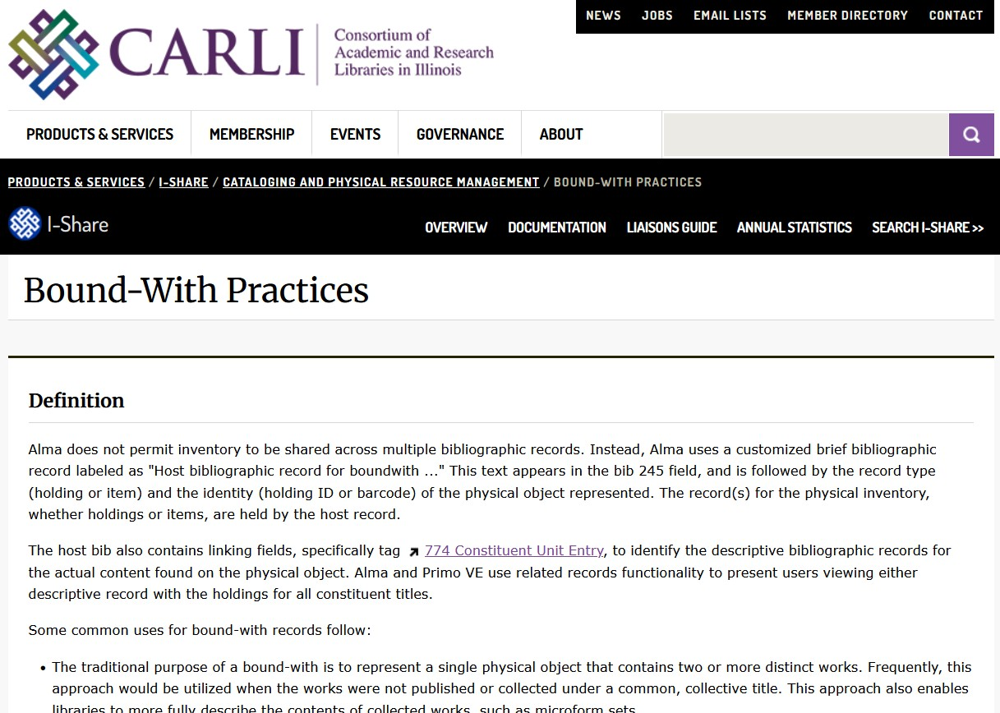 NEWS JOBS EMAIL LISTS MEMBER DIRECTORY CONTACT
CARLI
Consortium of
Academic and Research
Libraries in Illinois
PRODUCTS & SERVICES MEMBERSHIP EVENTS GOVERNANCE ABOUT
PRODUCTS & SERVICES / I-SHARE / CATALOGING AND PHYSICAL RESOURCE MANAGEMENT / BOUND-WITH PRACTICES
I-Share
OVERVIEW DOCUMENTATION LIAISONS GUIDE ANNUAL STATISTICS SEARCH I-SHARE >>
Bound-With Practices
Definition
Alma does not permit inventory to be shared across multiple bibliographic records. Instead, Alma uses a customized brief bibliographic
record labeled as "Host bibliographic record for boundwith ..." This text appears in the bib 245 field, and is followed by the record type
(holding or item) and the identity (holding ID or barcode) of the physical object represented. The record(s) for the physical inventory,
whether holdings or items, are held by the host record.
The host bib also contains linking fields, specifically tag 774 Constituent Unit Entry, to identify the descriptive bibliographic records for
the actual content found on the physical object. Alma and Primo VE use related records functionality to present users viewing either
descriptive record with the holdings for all constituent titles.
Some common uses for bound-with records follow:
• The traditional purpose of a bound-with is to represent a single physical object that contains two or more distinct works. Frequently, this
approach would be utilized when the works were not published or collected under a common, collective title. This approach also enables
libraries to more fully describe the contents of collected works, such as microform sets.